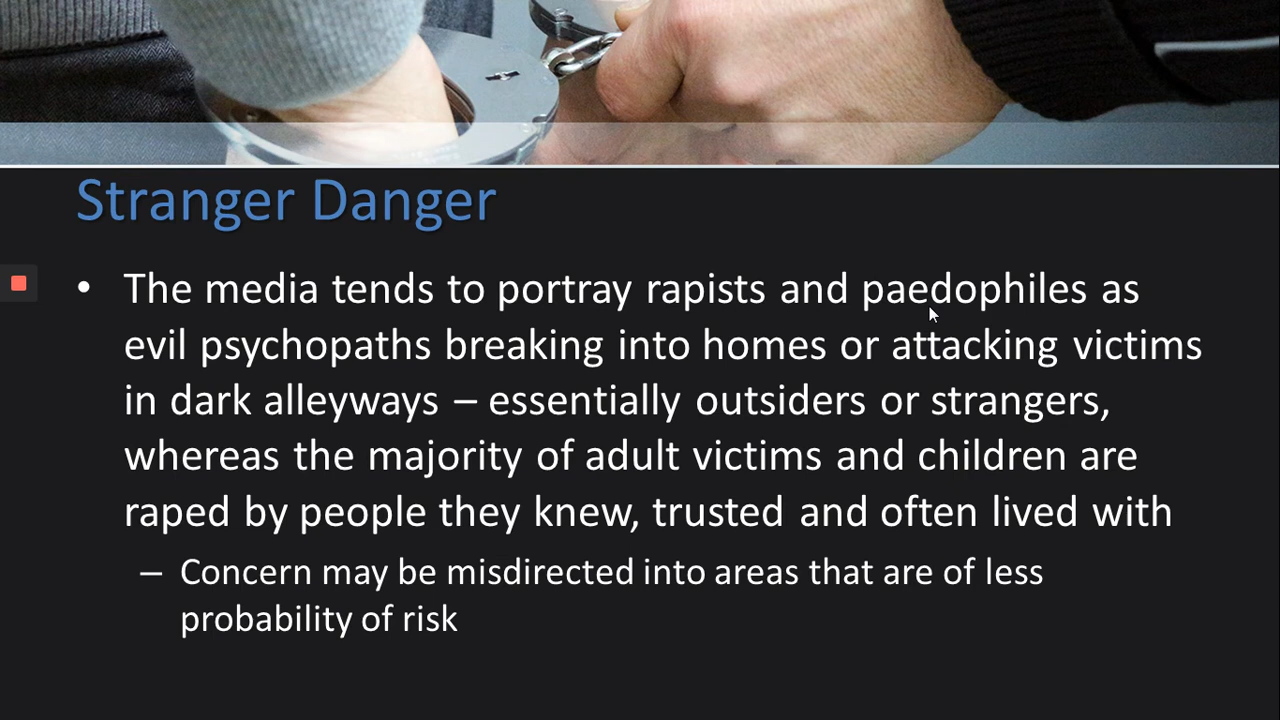 Stranger Danger
• The media tends to portray rapists and paedophiles as
evil psychopaths breaking into homes or attacking victims
in dark alleyways – essentially outsiders or strangers,
whereas the majority of adult victims and children are
raped by people they knew, trusted and often lived with
– Concern may be misdirected into areas that are of less
probability of risk